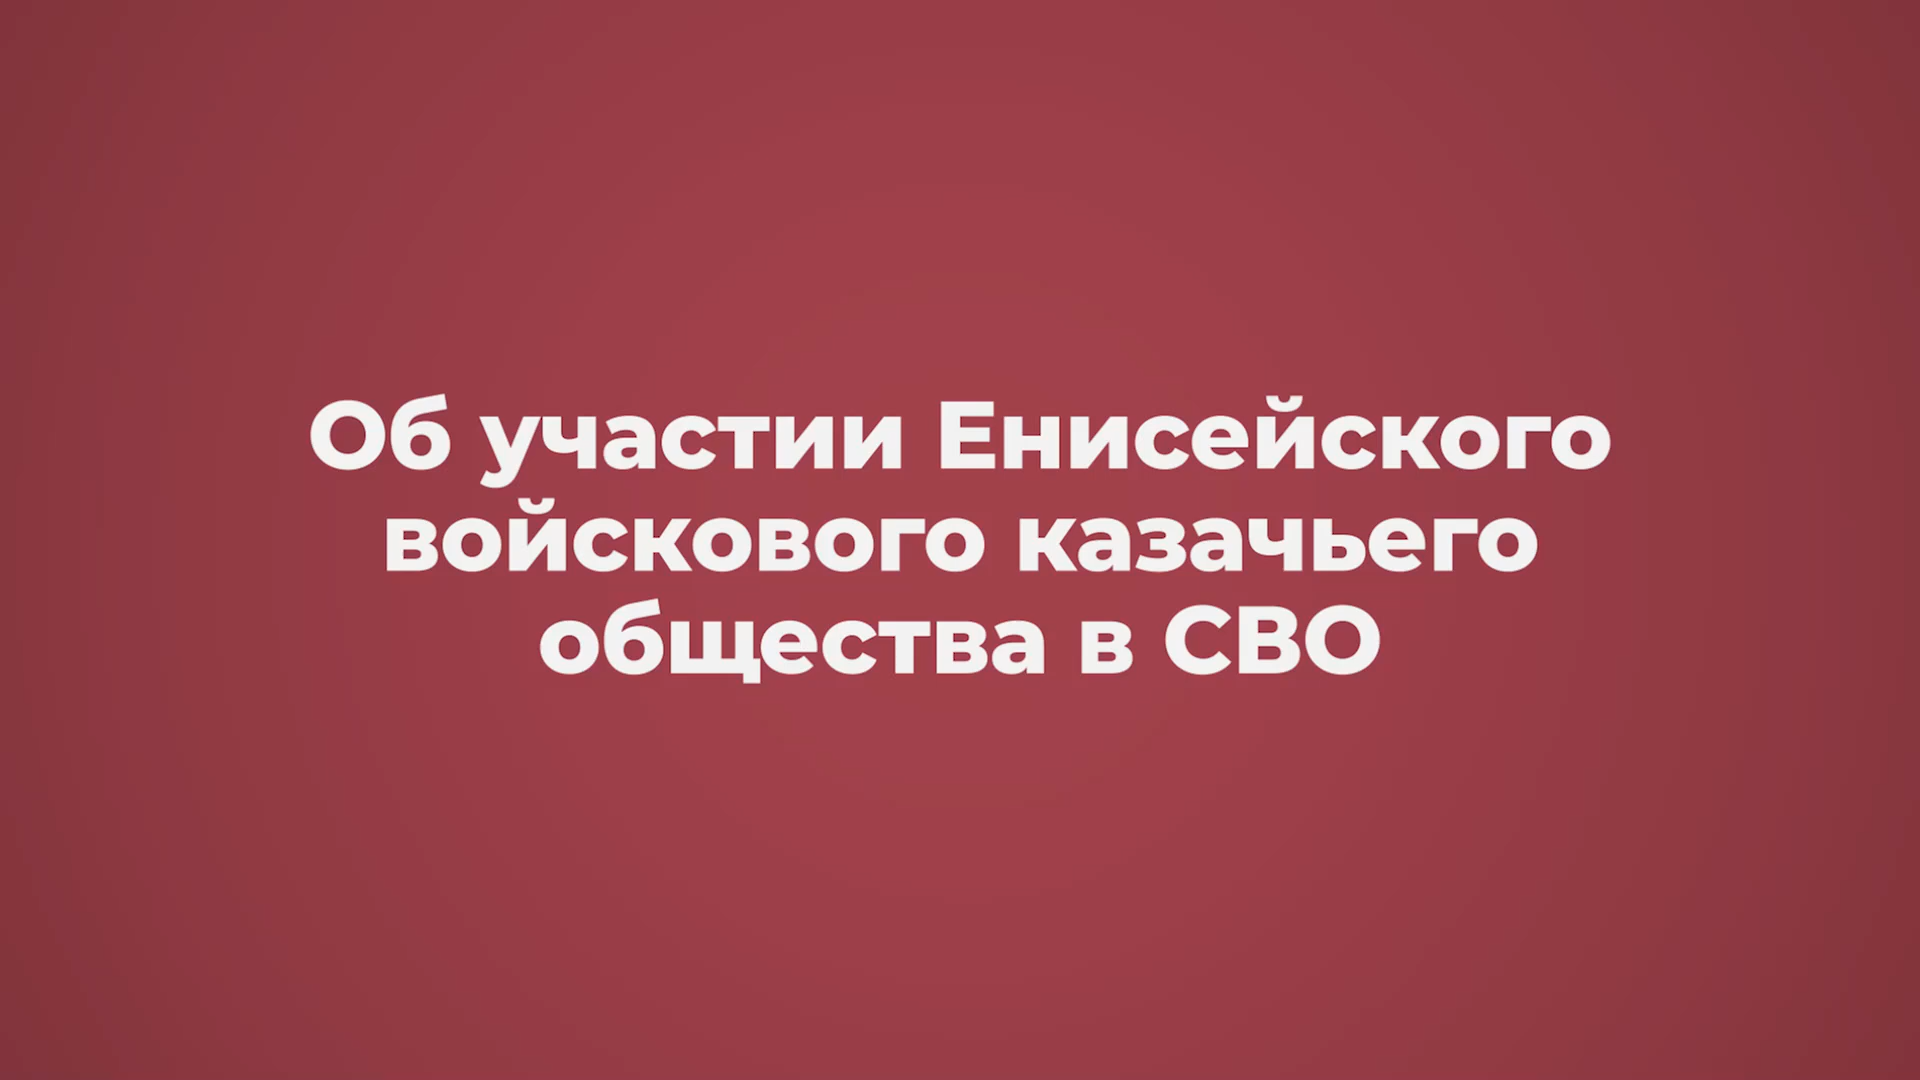 Об участии Енисейского
войскового казачьего
общества в СВО